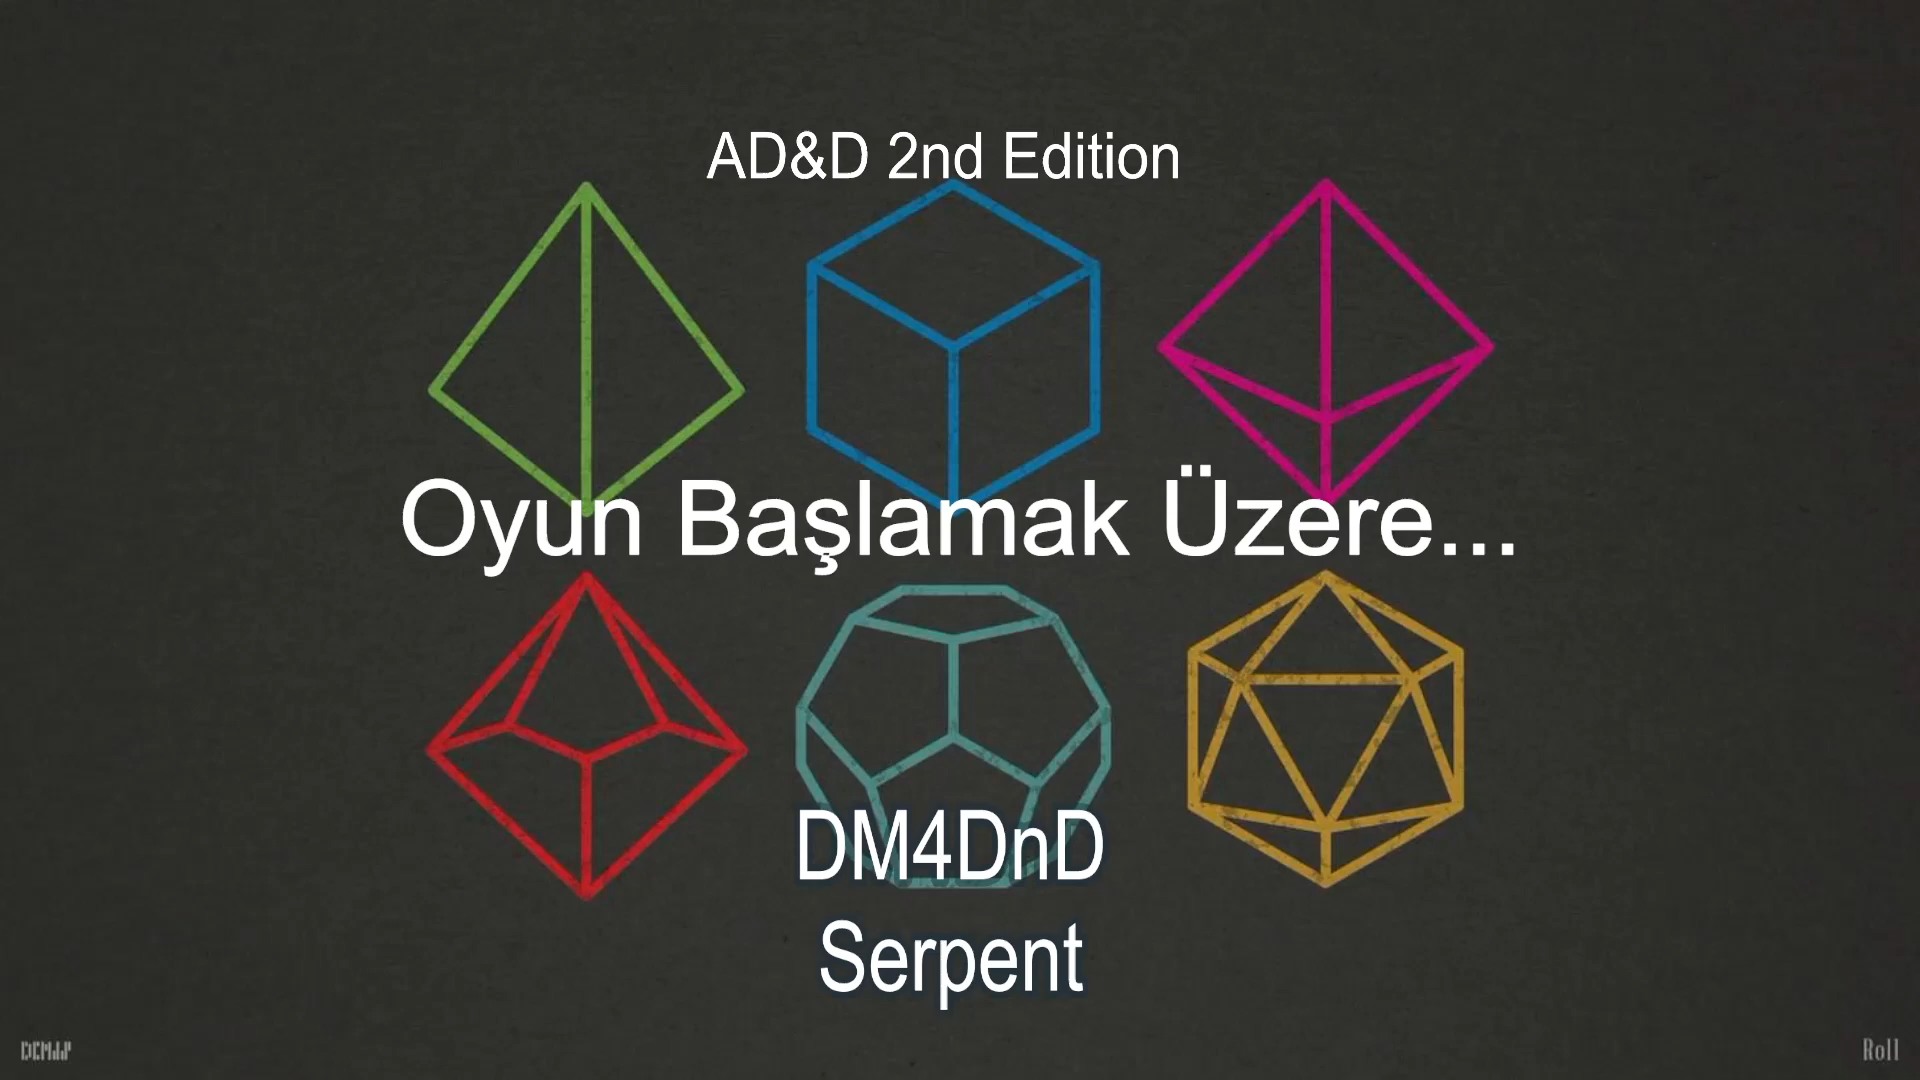 AD&D 2nd Edition
Oyun Başlamak Üzere...
DM4DnD
Serpent
Roll